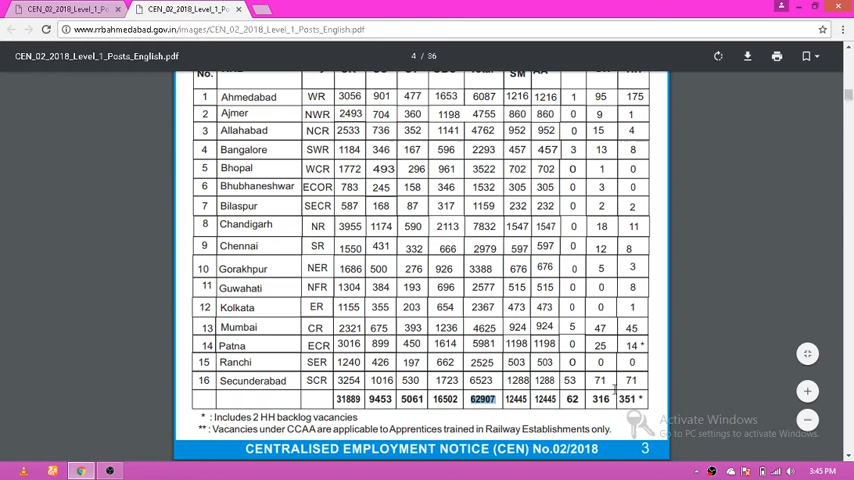 CEN_02_2018_Level_1_Posts_E
CEN_02_2018_Level_1_Posts_E
www.rrbahmedabad.gov.in/images/CEN_02_2018_Level_1_Posts_English.pdf
CEN_02_2018_Level_1_Posts_English.pdf 4 / 36
No. SM
1 Ahmedabad WR 3056 901 477 1653 6087 1216 1216 1 95 175
2 Ajmer NWR 2493 704 360 1198 4755 860 860 0 9 1
3 Allahabad NCR 2533 736 352 1141 4762 952 952 0 15 4
4 Bangalore SWR 1184 346 167 596 2293 457 457 3 13 8
5 Bhopal WCR 1772 493 296 961 3522 702 702 0 1 0
6 Bhubhaneshwar ECOR 783 245 158 346 1532 305 305 0 3 0
7 Bilaspur SECR 587 168 87 317 1159 232 232 0 2 2
8 Chandigarh NR 3955 1174 590 2113 7832 1547 1547 0 18 11
9 Chennai SR 1550 431 332 666 2979 597 597 0 12 8
10 Gorakhpur NER 1686 500 276 926 3388 676 676 0 5 3
11 Guwahati NFR 1304 384 193 696 2577 515 515 0 0 8
12 Kolkata ER 1155 355 203 654 2367 473 473 0 0 1
13 Mumbai CR 2321 675 393 1236 4625 924 924 5 47 45
14 Patna ECR 3016 899 450 1614 5981 1198 1198 0 25 14 *
15 Ranchi SER 1240 426 197 662 2525 503 503 0 0 0
16 Secunderabad SCR 3254 1016 530 1723 6523 1288 1288 53 71 71
31889 9453 5061 16502 62907 12445 12445 62 316 351 *
* : Includes 2 HH backlog vacancies
** : Vacancies under CCAA are applicable to Apprentices trained in Railway Establishments only.
CENTRALISED EMPLOYMENT NOTICE (CEN) No.02/2018 3
Activate Windows
Go to PC settings to activate Windows.
3:45 PM